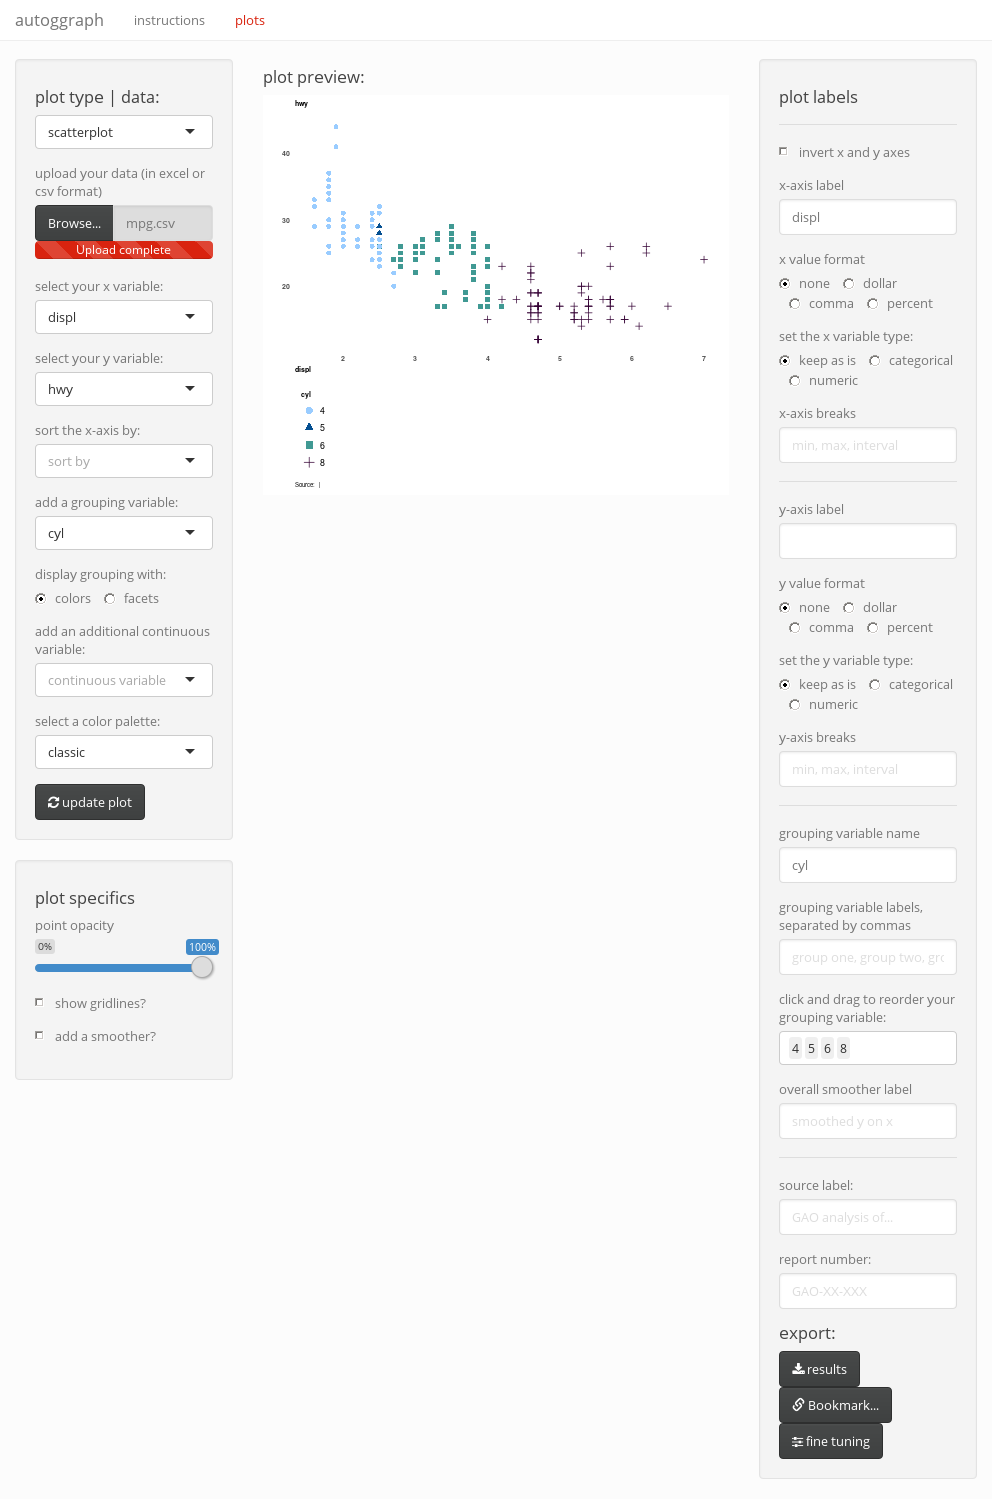 autoggraph
instructions
plots
plot type | data:
scatterplot
upload your data (in excel or
csv format)
Browse...
mpg.csv
Upload complete
select your x variable:
displ
select your y variable:
hwy
sort the x-axis by:
sort by
add a grouping variable:
cyl
display grouping with:
colors
facets
add an additional continuous
variable:
continuous variable
select a color palette:
classic
update plot
plot specifics
point opacity
0%
100%
show gridlines?
add a smoother?
plot preview:
hwy
40
30
20
2 3 4 5 6 7
displ
cyl
4
5
6
8
Source: |
plot labels
invert x and y axes
x-axis label
displ
x value format
none dollar
comma percent
set the x variable type:
keep as is categorical
numeric
x-axis breaks
min, max, interval
y-axis label
y value format
none dollar
comma percent
set the y variable type:
keep as is categorical
numeric
y-axis breaks
min, max, interval
grouping variable name
cyl
grouping variable labels,
separated by commas
group one, group two, gro
click and drag to reorder your
grouping variable:
4 5 6 8
overall smoother label
smoothed y on x
source label:
GAO analysis of...
report number:
GAO-XX-XXX
export:
results
Bookmark...
fine tuning